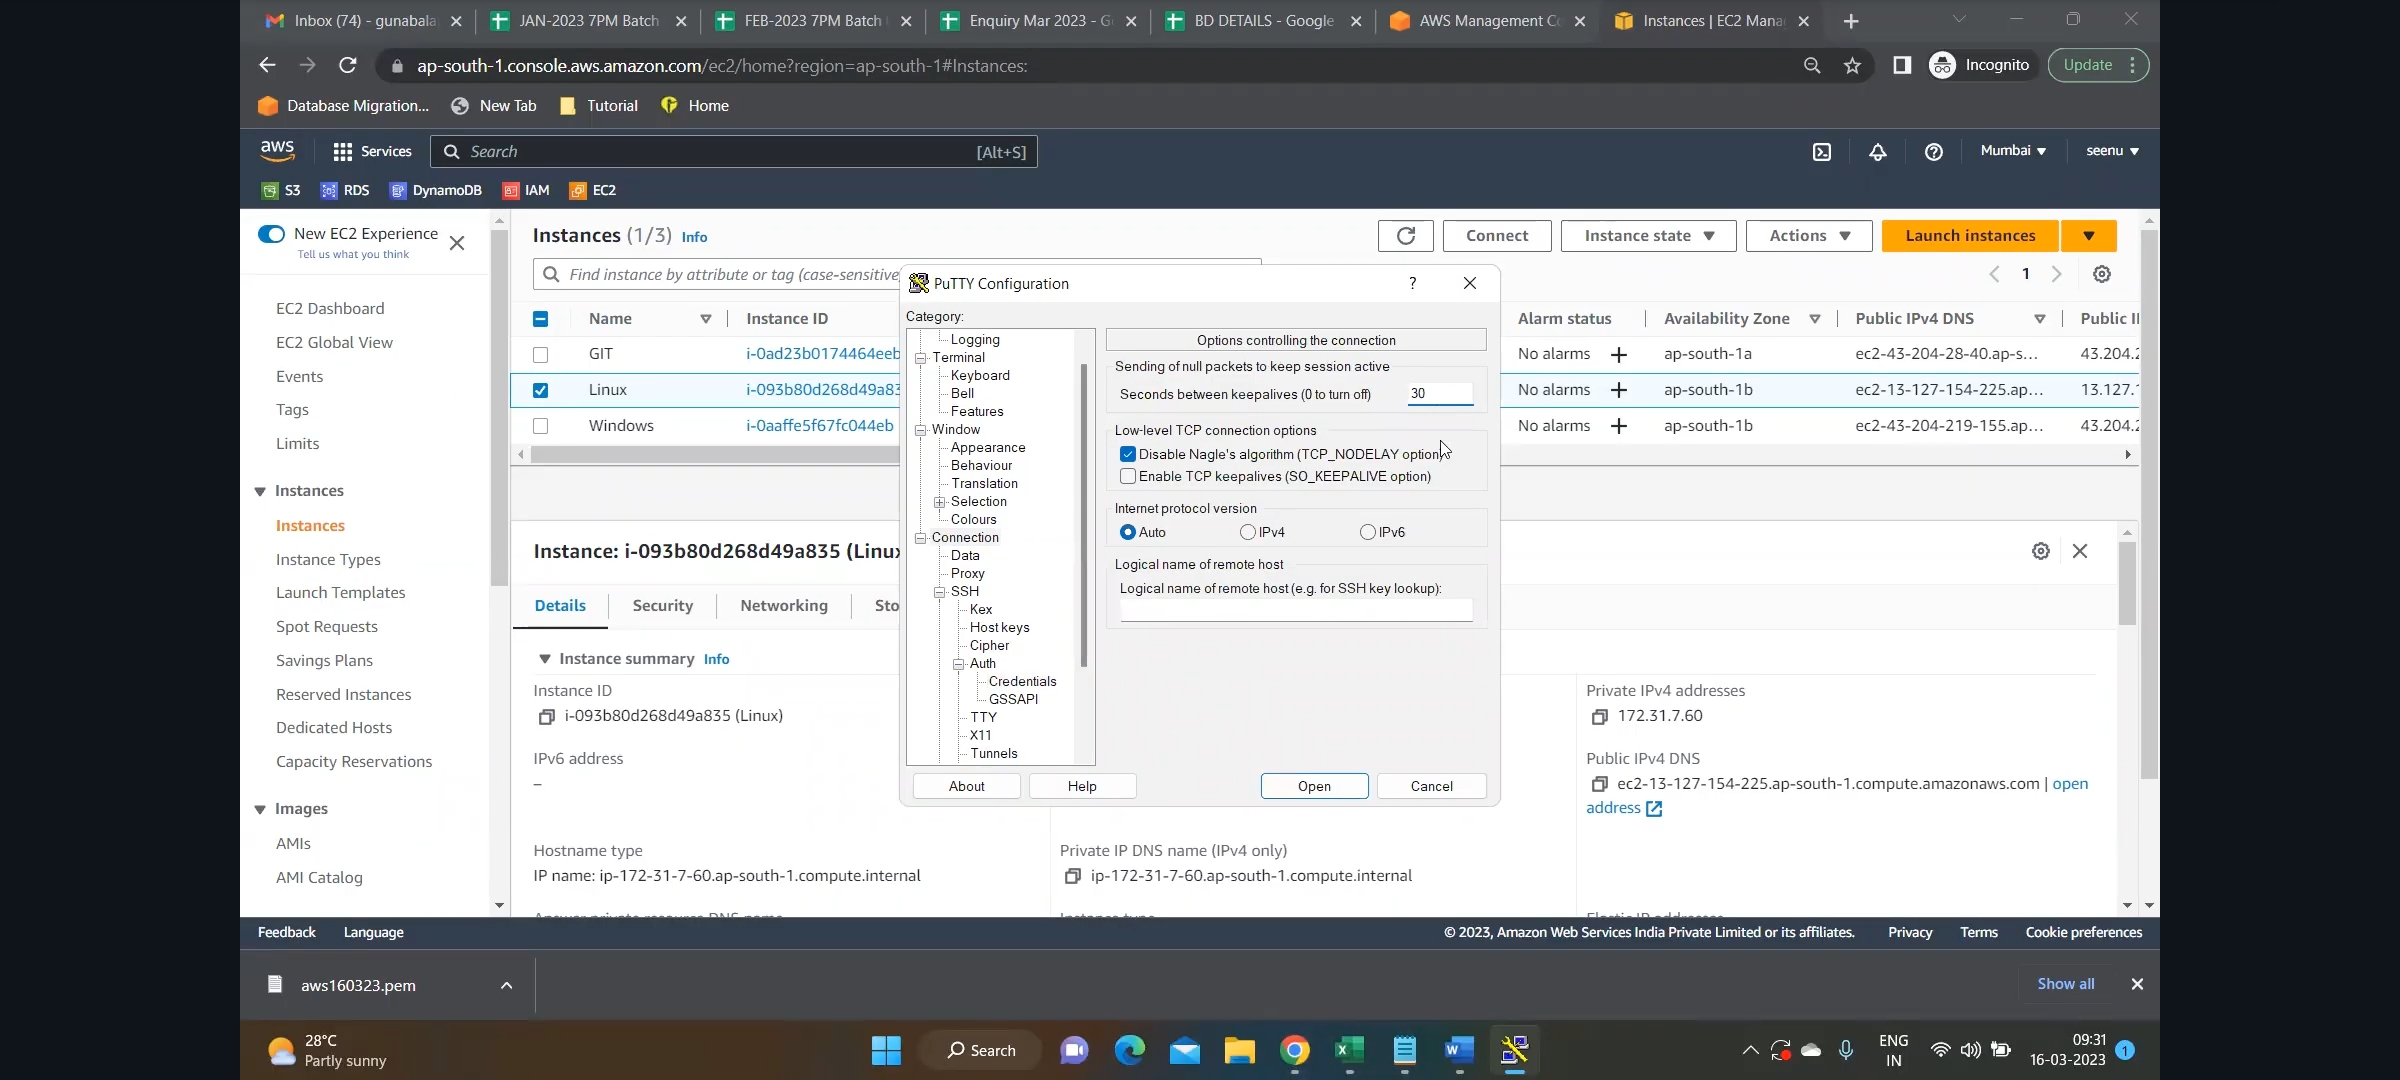 Inbox (74) - gunabala
JAN-2023 7PM Batch
FEB-2023 7PM Batch
Enquiry Mar 2023 - G
BD DETAILS - Google
AWS Management Co
Instances | EC2 Mana
ap-south-1.console.aws.amazon.com/ec2/home?region=ap-south-1#Instances:
Incognito
Update
Database Migration...
New Tab
Tutorial
Home
aws
Services
Search
[Alt+S]
Mumbai
seenu
S3
RDS
DynamoDB
IAM
EC2
New EC2 Experience
Tell us what you think
EC2 Dashboard
EC2 Global View
Events
Tags
Limits
Instances
Instances
Instance Types
Launch Templates
Spot Requests
Savings Plans
Reserved Instances
Dedicated Hosts
Capacity Reservations
Images
AMIs
AMI Catalog
Instances (1/3) Info
Connect
Instance state
Actions
Launch instances
Find instance by attribute or tag (case-sensitive
1
Name
Instance ID
Alarm status
Availability Zone
Public IPv4 DNS
Public I
GIT
i-0ad23b0174464eeb
No alarms
ap-south-1a
ec2-43-204-28-40.ap-s...
43.204.2
Linux
i-093b80d268d49a83
No alarms
ap-south-1b
ec2-13-127-154-225.ap...
13.127.1
Windows
i-0aaffe5f67fc044eb
No alarms
ap-south-1b
ec2-43-204-219-155.ap...
43.204.2
PuTTY Configuration
?
Category:
Logging
Terminal
Keyboard
Bell
Features
Window
Appearance
Behaviour
Translation
Selection
Colours
Connection
Data
Proxy
SSH
Kex
Host keys
Cipher
Auth
Credentials
GSSAPI
TTY
X11
Tunnels
Options controlling the connection
Sending of null packets to keep session active
Seconds between keepalives (0 to turn off)
30
Low-level TCP connection options
Disable Nagle's algorithm (TCP_NODELAY option)
Enable TCP keepalives (SO_KEEPALIVE option)
Internet protocol version
Auto
IPv4
IPv6
Logical name of remote host
Logical name of remote host (e.g. for SSH key lookup):
About
Help
Open
Cancel
Instance: i-093b80d268d49a835 (Linux
Details
Security
Networking
Sto
Instance summary Info
Instance ID
i-093b80d268d49a835 (Linux)
Private IPv4 addresses
172.31.7.60
IPv6 address
–
Public IPv4 DNS
ec2-13-127-154-225.ap-south-1.compute.amazonaws.com | open
address
Hostname type
IP name: ip-172-31-7-60.ap-south-1.compute.internal
Private IP DNS name (IPv4 only)
ip-172-31-7-60.ap-south-1.compute.internal
Feedback
Language
© 2023, Amazon Web Services India Private Limited or its affiliates.
Privacy
Terms
Cookie preferences
aws160323.pem
Show all
28°C
Partly sunny
Search
ENG
IN
09:31
16-03-2023
1